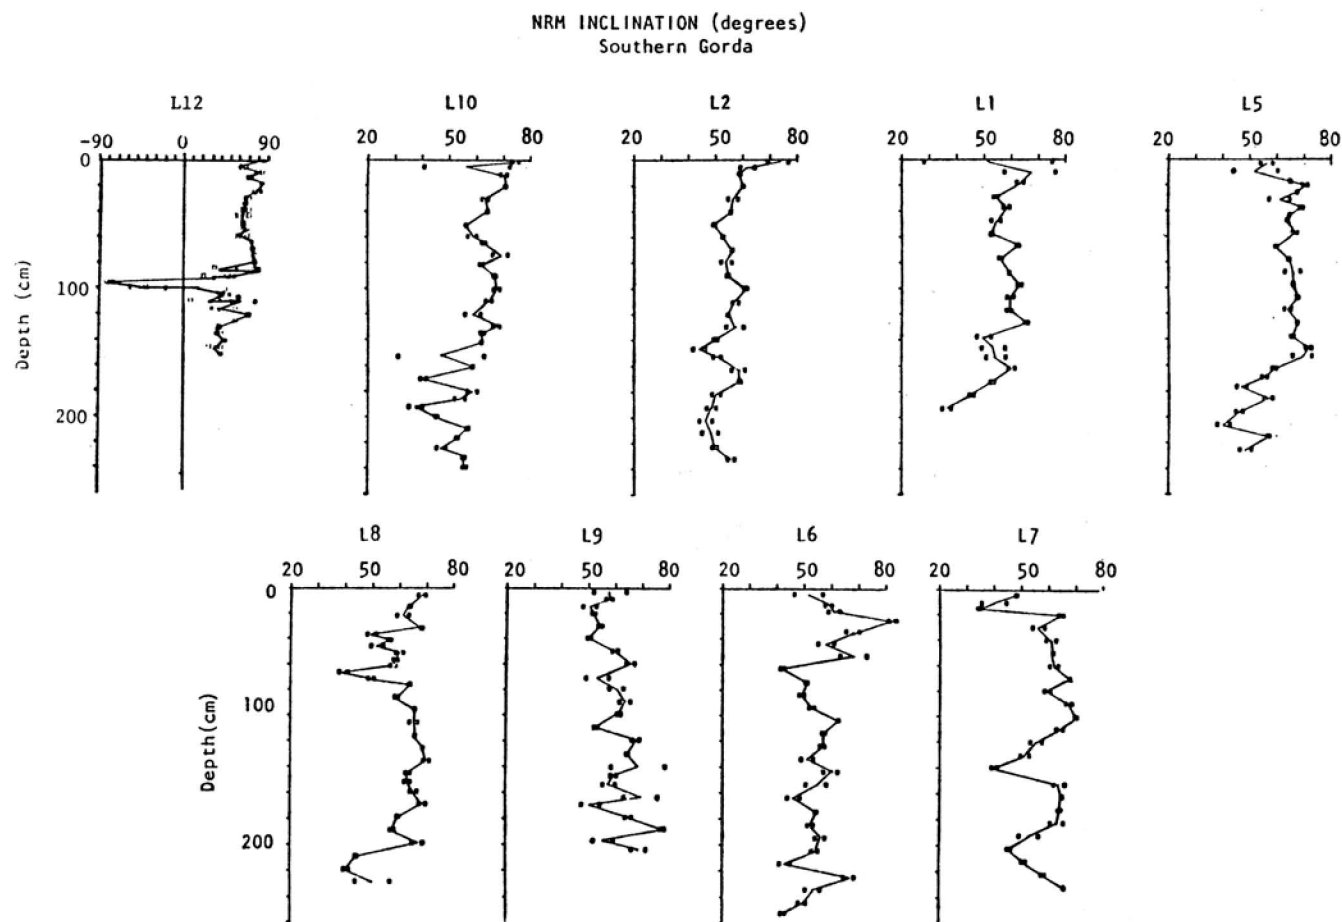 NRM INCLINATION (degrees)
Southern Gorda
L12 L10 L2 L1 L5
-90 0 90 20 50 80 20 50 80 50 80 20 50 80
0
100
200
Depth (cm)
L8 L9 L6 L7
20 50 80 20 50 80 20 50 80 20 50 80
0
100
200
Depth(cm)